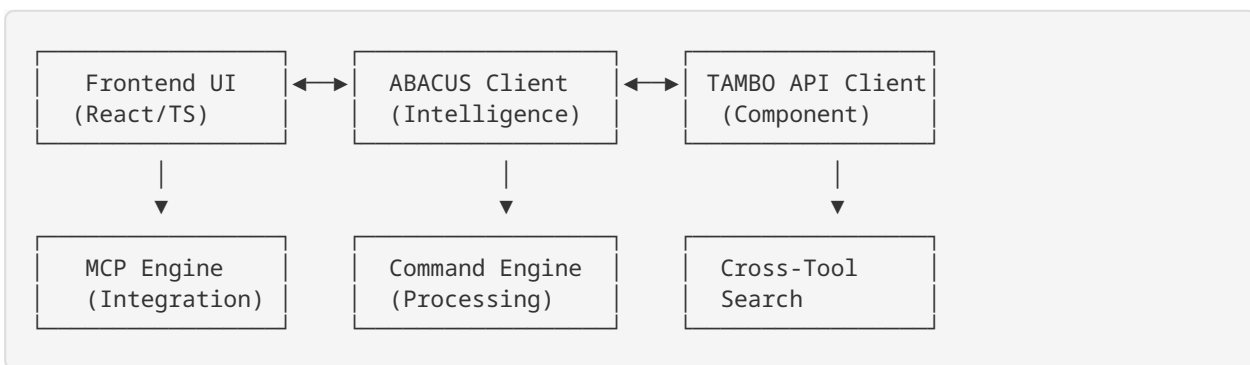 Frontend UI ABACUS Client TAMBO API Client
(React/TS) (Intelligence) (Component)
MCP Engine Command Engine Cross-Tool
(Integration) (Processing) Search